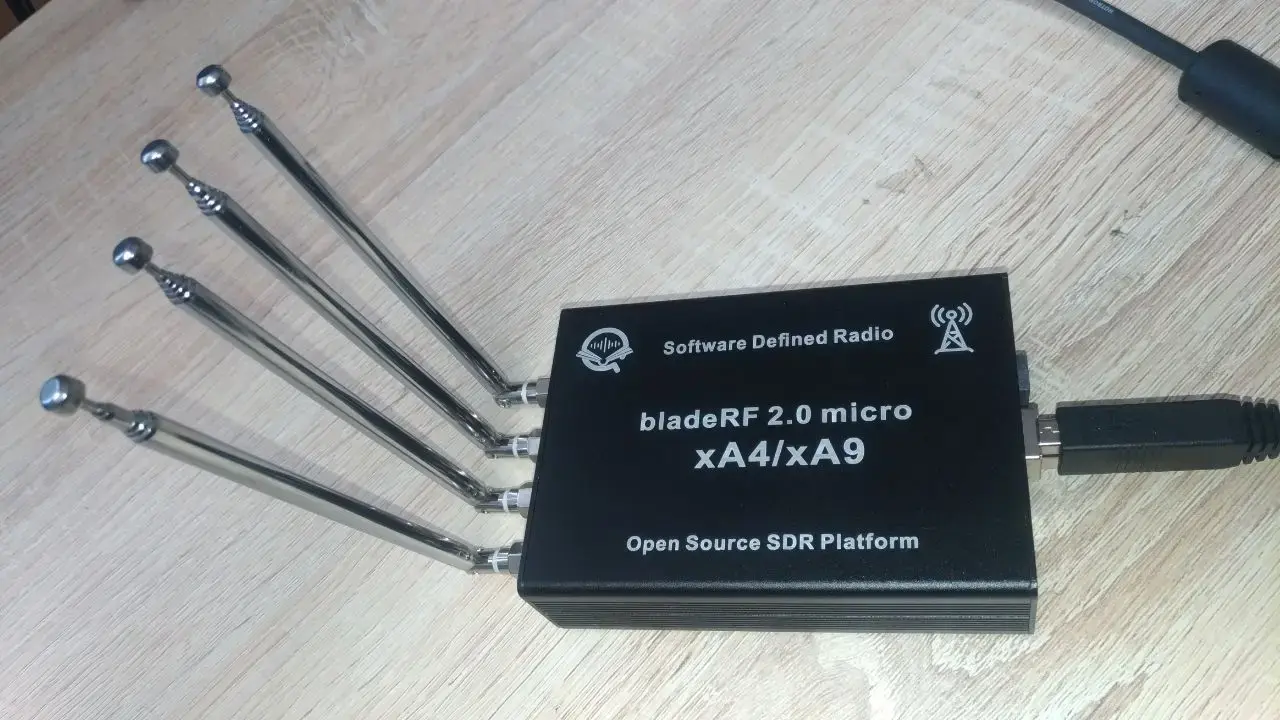 Software Defined Radio
bladeRF 2.0 micro
xA4/xA9
Open Source SDR Platform